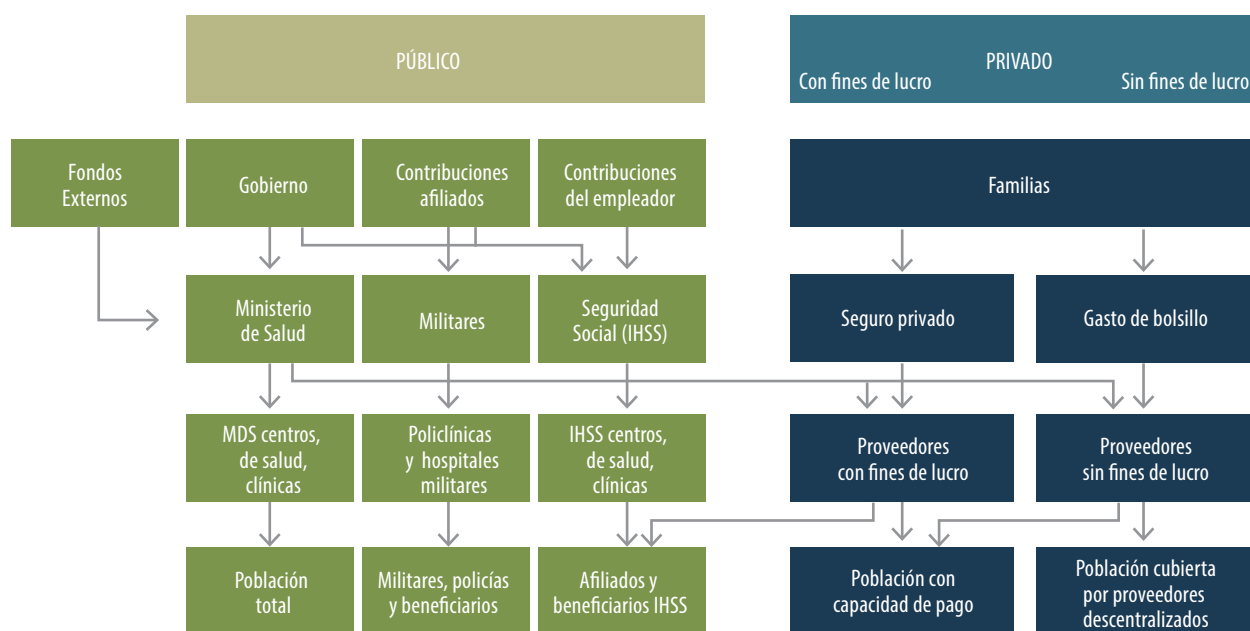 PÚBLICO
PRIVADO
Con fines de lucro
Sin fines de lucro
Fondos
Externos
Gobierno
Contribuciones
afiliados
Contribuciones
del empleador
Familias
Ministerio
de Salud
Militares
Seguridad
Social (IHSS)
Seguro privado
Gasto de bolsillo
MDS centros,
de salud,
clínicas
Policlínicas
y hospitales
militares
IHSS centros,
de salud,
clínicas
Proveedores
con fines de lucro
Proveedores
sin fines de lucro
Población
total
Militares, policías
y beneficiarios
Afiliados y
beneficiarios IHSS
Población con
capacidad de pago
Población cubierta
por proveedores
descentralizados